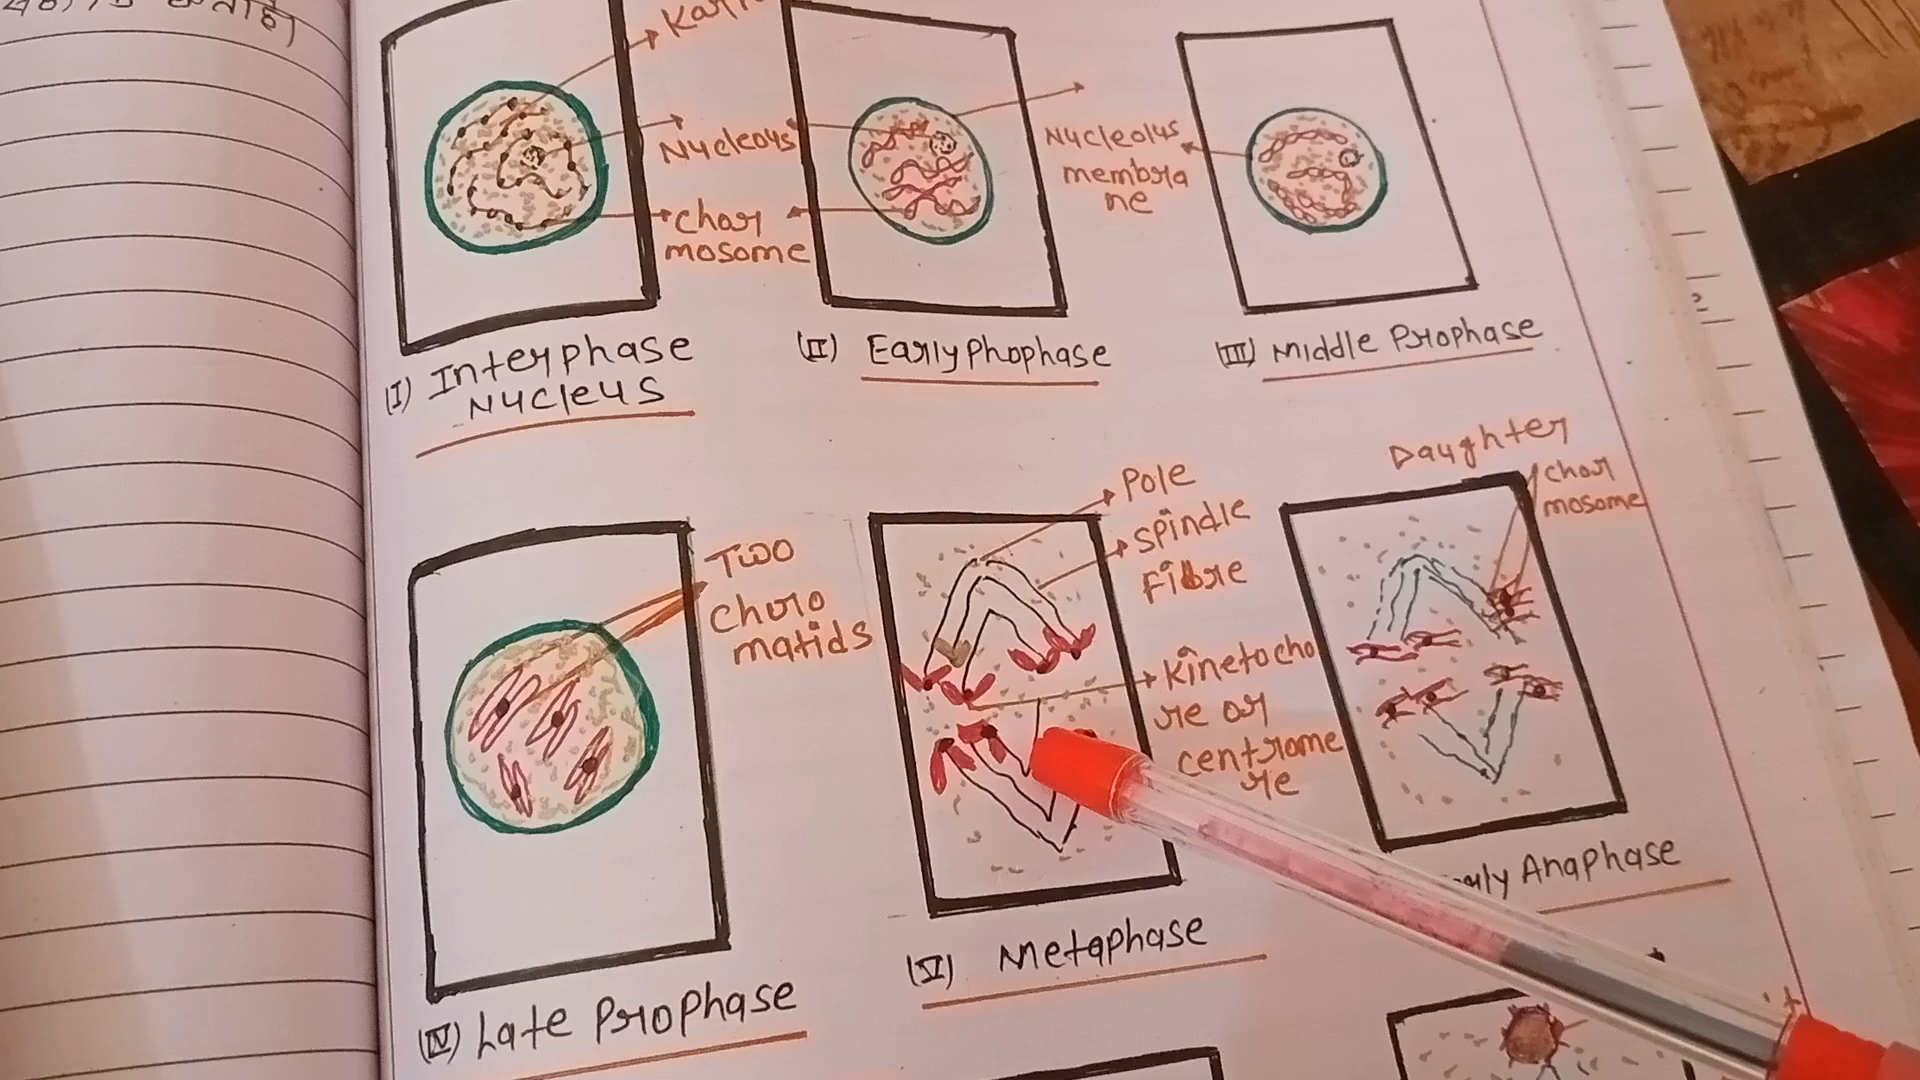 Nucleous
Chor
mosome
Nucleolus
membra
ne
(I) Interphase
Nucleus
(II) Early Phophase
(III) Middle Prophase
Two
Choro
matids
Pole
Spindle
Fibre
Kinetocho
re or
centrome
re
Daughter
Chor
mosome
(IV) Late Prophase
(V) Metaphase
Anaphase